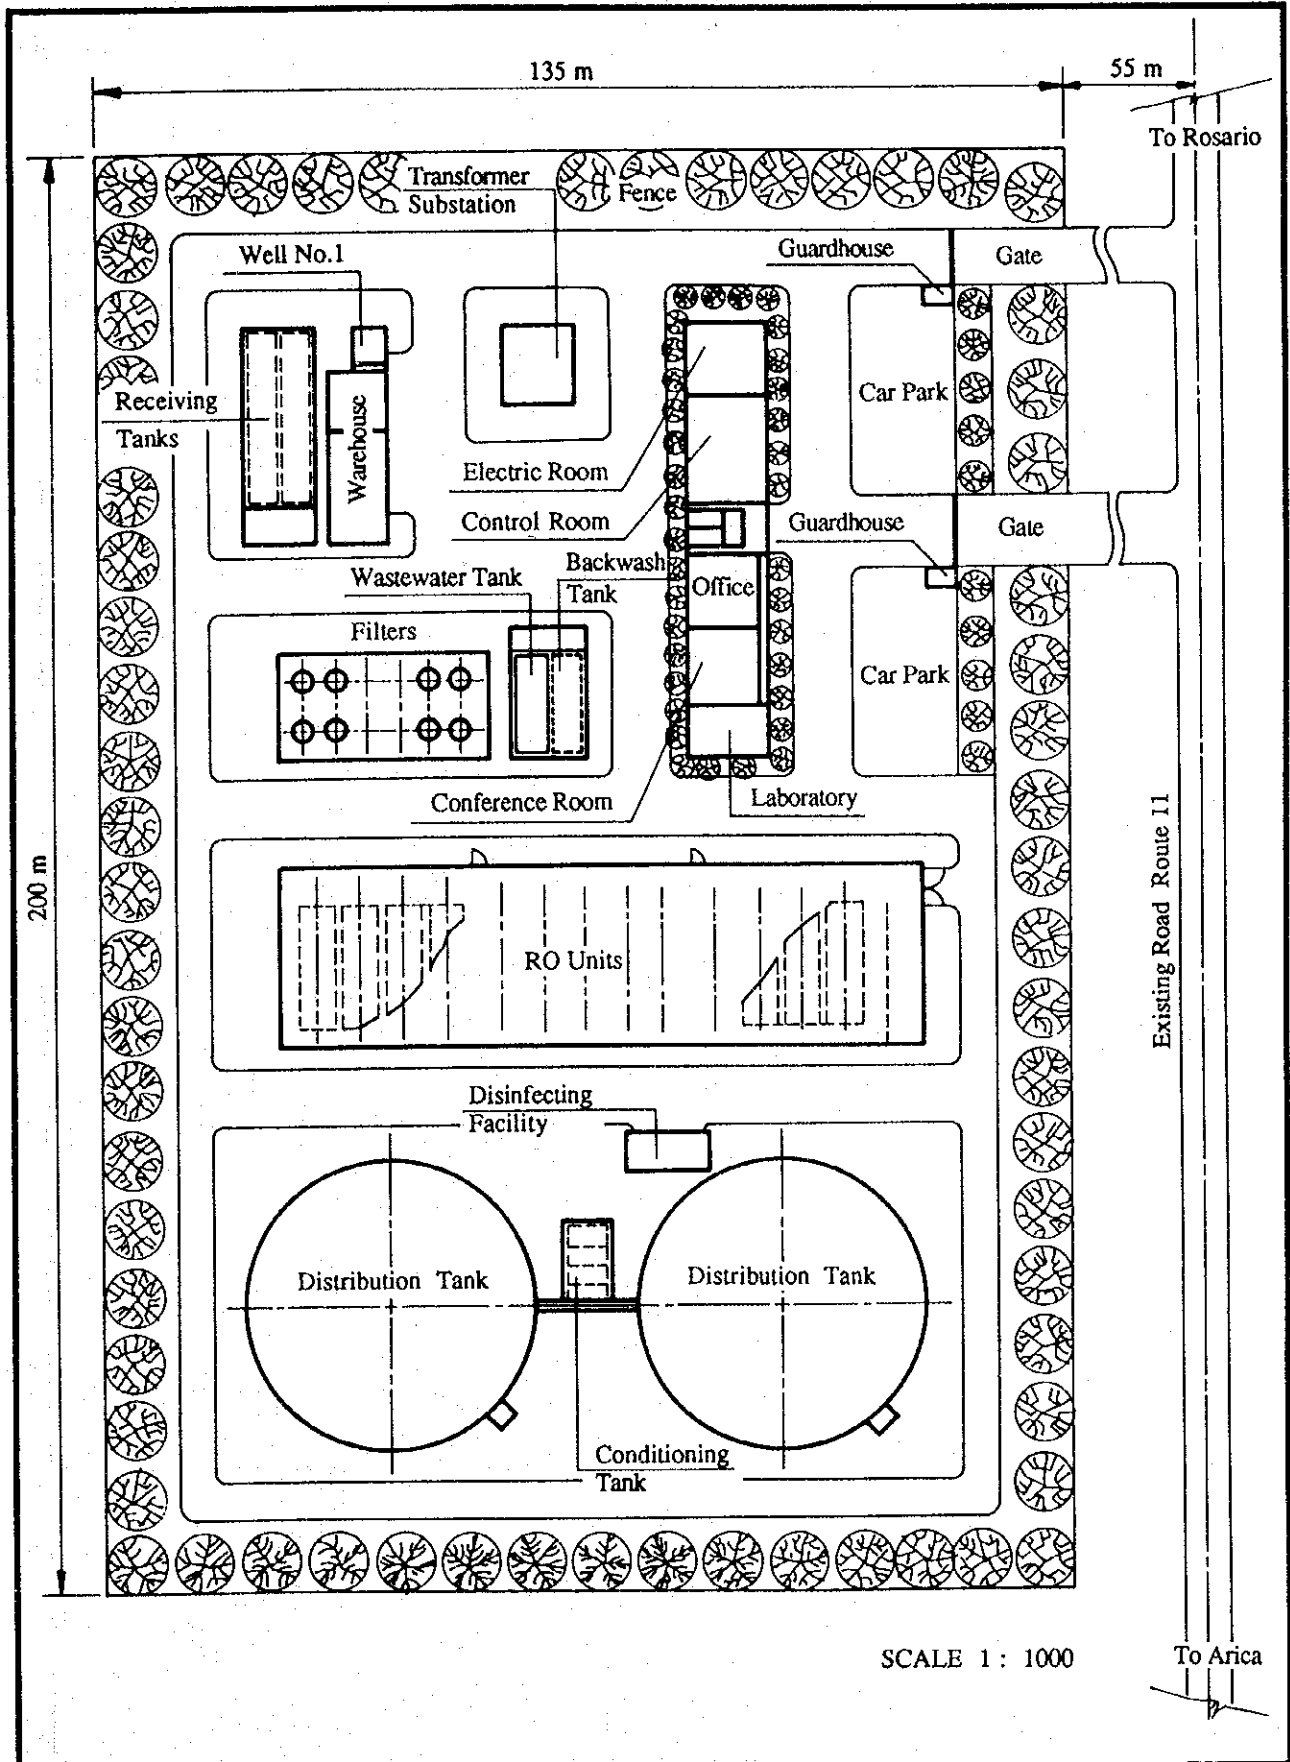 135 m
55 m
To Rosario
Transformer
Substation
Fence
Well No.1
Guardhouse
Gate
Receiving
Tanks
Warehouse
Car Park
Electric Room
Control Room
Guardhouse
Gate
Wastewater Tank
Backwash
Tank
Office
Filters
Car Park
Conference Room
Laboratory
200 m
Existing Road Route 11
RO Units
Disinfecting
Facility
Distribution Tank
Distribution Tank
Conditioning
Tank
SCALE 1 : 1000
To Arica